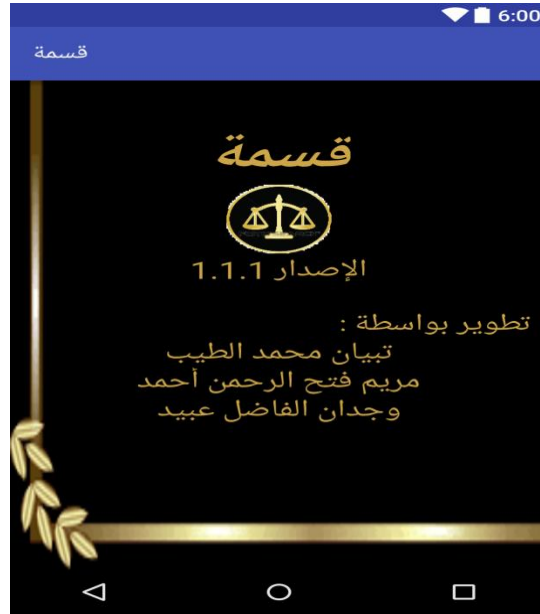 6:00
قسمة
قسمة
الإصدار 1.1.1
تطوير بواسطة :
تبيان محمد الطيب
مريم فتح الرحمن أحمد
وجدان الفاضل عبيد